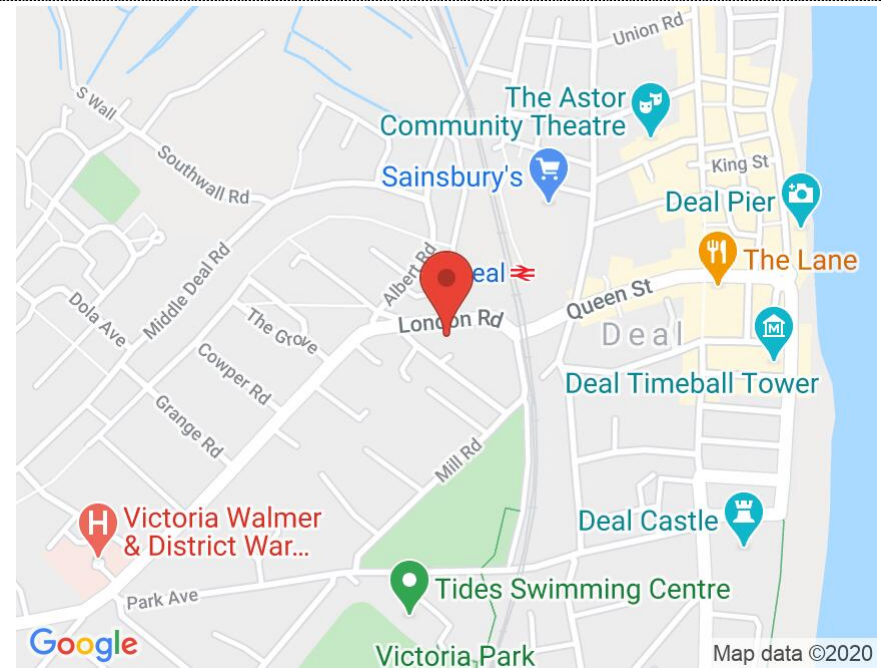 Union Rd
S Wall
The Astor
Community Theatre
Southwall Rd
Sainsbury's
King St
Deal Pier
Albert Rd
Middle Deal Rd
eal
The Lane
Queen St
Dola Ave
The Grove
London Rd
Deal
Cowper Rd
Deal Timeball Tower
Grange Rd
Mill Rd
H
Victoria Walmer
& District War...
Deal Castle
Park Ave
Tides Swimming Centre
Google
Victoria Park
Map data ©2020